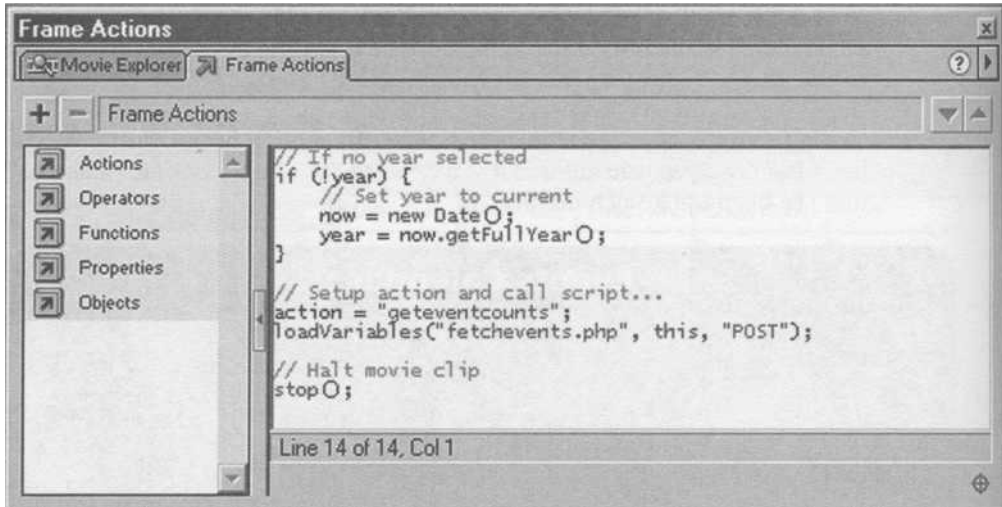 Frame Actions
Movie Explorer
Frame Actions
Frame Actions
Actions
Operators
Functions
Properties
Objects
// If no year selected
if (!year) {
// Set year to current
now = new Date();
year = now.getFullYear();
}
// Setup action and call script...
action = "geteventcounts";
loadVariables("fetchevents.php", this, "POST");
// Halt movie clip
stop();
Line 14 of 14, Col 1